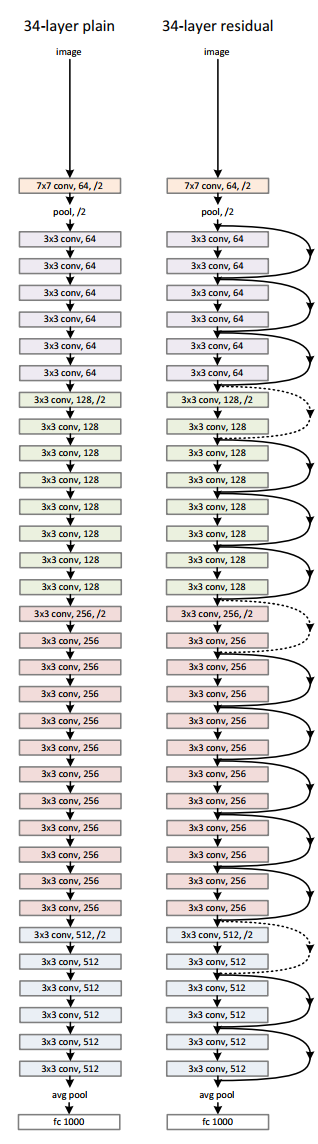 34-layer plain
image
7x7 conv, 64, /2
pool, /2
3x3 conv, 64
3x3 conv, 64
3x3 conv, 64
3x3 conv, 64
3x3 conv, 64
3x3 conv, 64
3x3 conv, 128, /2
3x3 conv, 128
3x3 conv, 128
3x3 conv, 128
3x3 conv, 128
3x3 conv, 128
3x3 conv, 128
3x3 conv, 128
3x3 conv, 256, /2
3x3 conv, 256
3x3 conv, 256
3x3 conv, 256
3x3 conv, 256
3x3 conv, 256
3x3 conv, 256
3x3 conv, 256
3x3 conv, 256
3x3 conv, 256
3x3 conv, 256
3x3 conv, 256
3x3 conv, 512, /2
3x3 conv, 512
3x3 conv, 512
3x3 conv, 512
3x3 conv, 512
3x3 conv, 512
avg pool
fc 1000
34-layer residual
image
7x7 conv, 64, /2
pool, /2
3x3 conv, 64
3x3 conv, 64
3x3 conv, 64
3x3 conv, 64
3x3 conv, 64
3x3 conv, 64
3x3 conv, 128, /2
3x3 conv, 128
3x3 conv, 128
3x3 conv, 128
3x3 conv, 128
3x3 conv, 128
3x3 conv, 128
3x3 conv, 128
3x3 conv, 256, /2
3x3 conv, 256
3x3 conv, 256
3x3 conv, 256
3x3 conv, 256
3x3 conv, 256
3x3 conv, 256
3x3 conv, 256
3x3 conv, 256
3x3 conv, 256
3x3 conv, 256
3x3 conv, 256
3x3 conv, 512, /2
3x3 conv, 512
3x3 conv, 512
3x3 conv, 512
3x3 conv, 512
3x3 conv, 512
avg pool
fc 1000